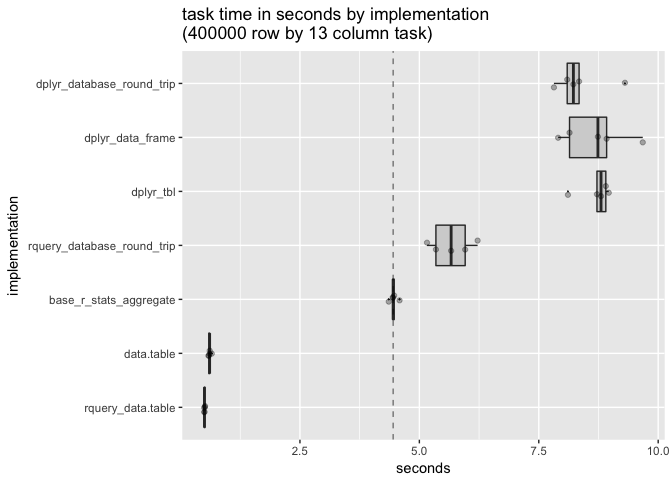 task time in seconds by implementation
(400000 row by 13 column task)
implementation
dplyr_database_round_trip
dplyr_data_frame
dplyr_tbl
rquery_database_round_trip
base_r_stats_aggregate
data.table
rquery_data.table
2.5 5.0 7.5 10.0
seconds